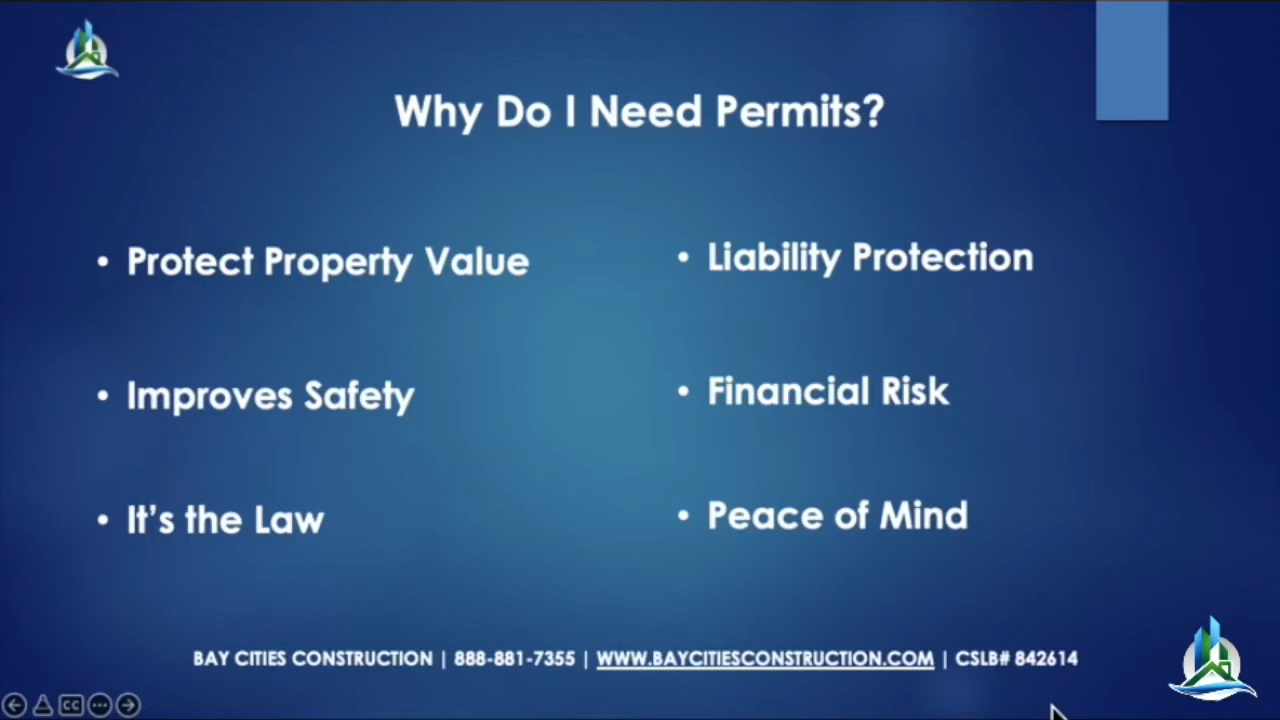 Why Do I Need Permits?
• Protect Property Value
• Improves Safety
• It's the Law
• Liability Protection
• Financial Risk
• Peace of Mind
BAY CITIES CONSTRUCTION | 888-881-7355 | WWW.BAYCITIESCONSTRUCTION.COM | CSLB# 842614
CC